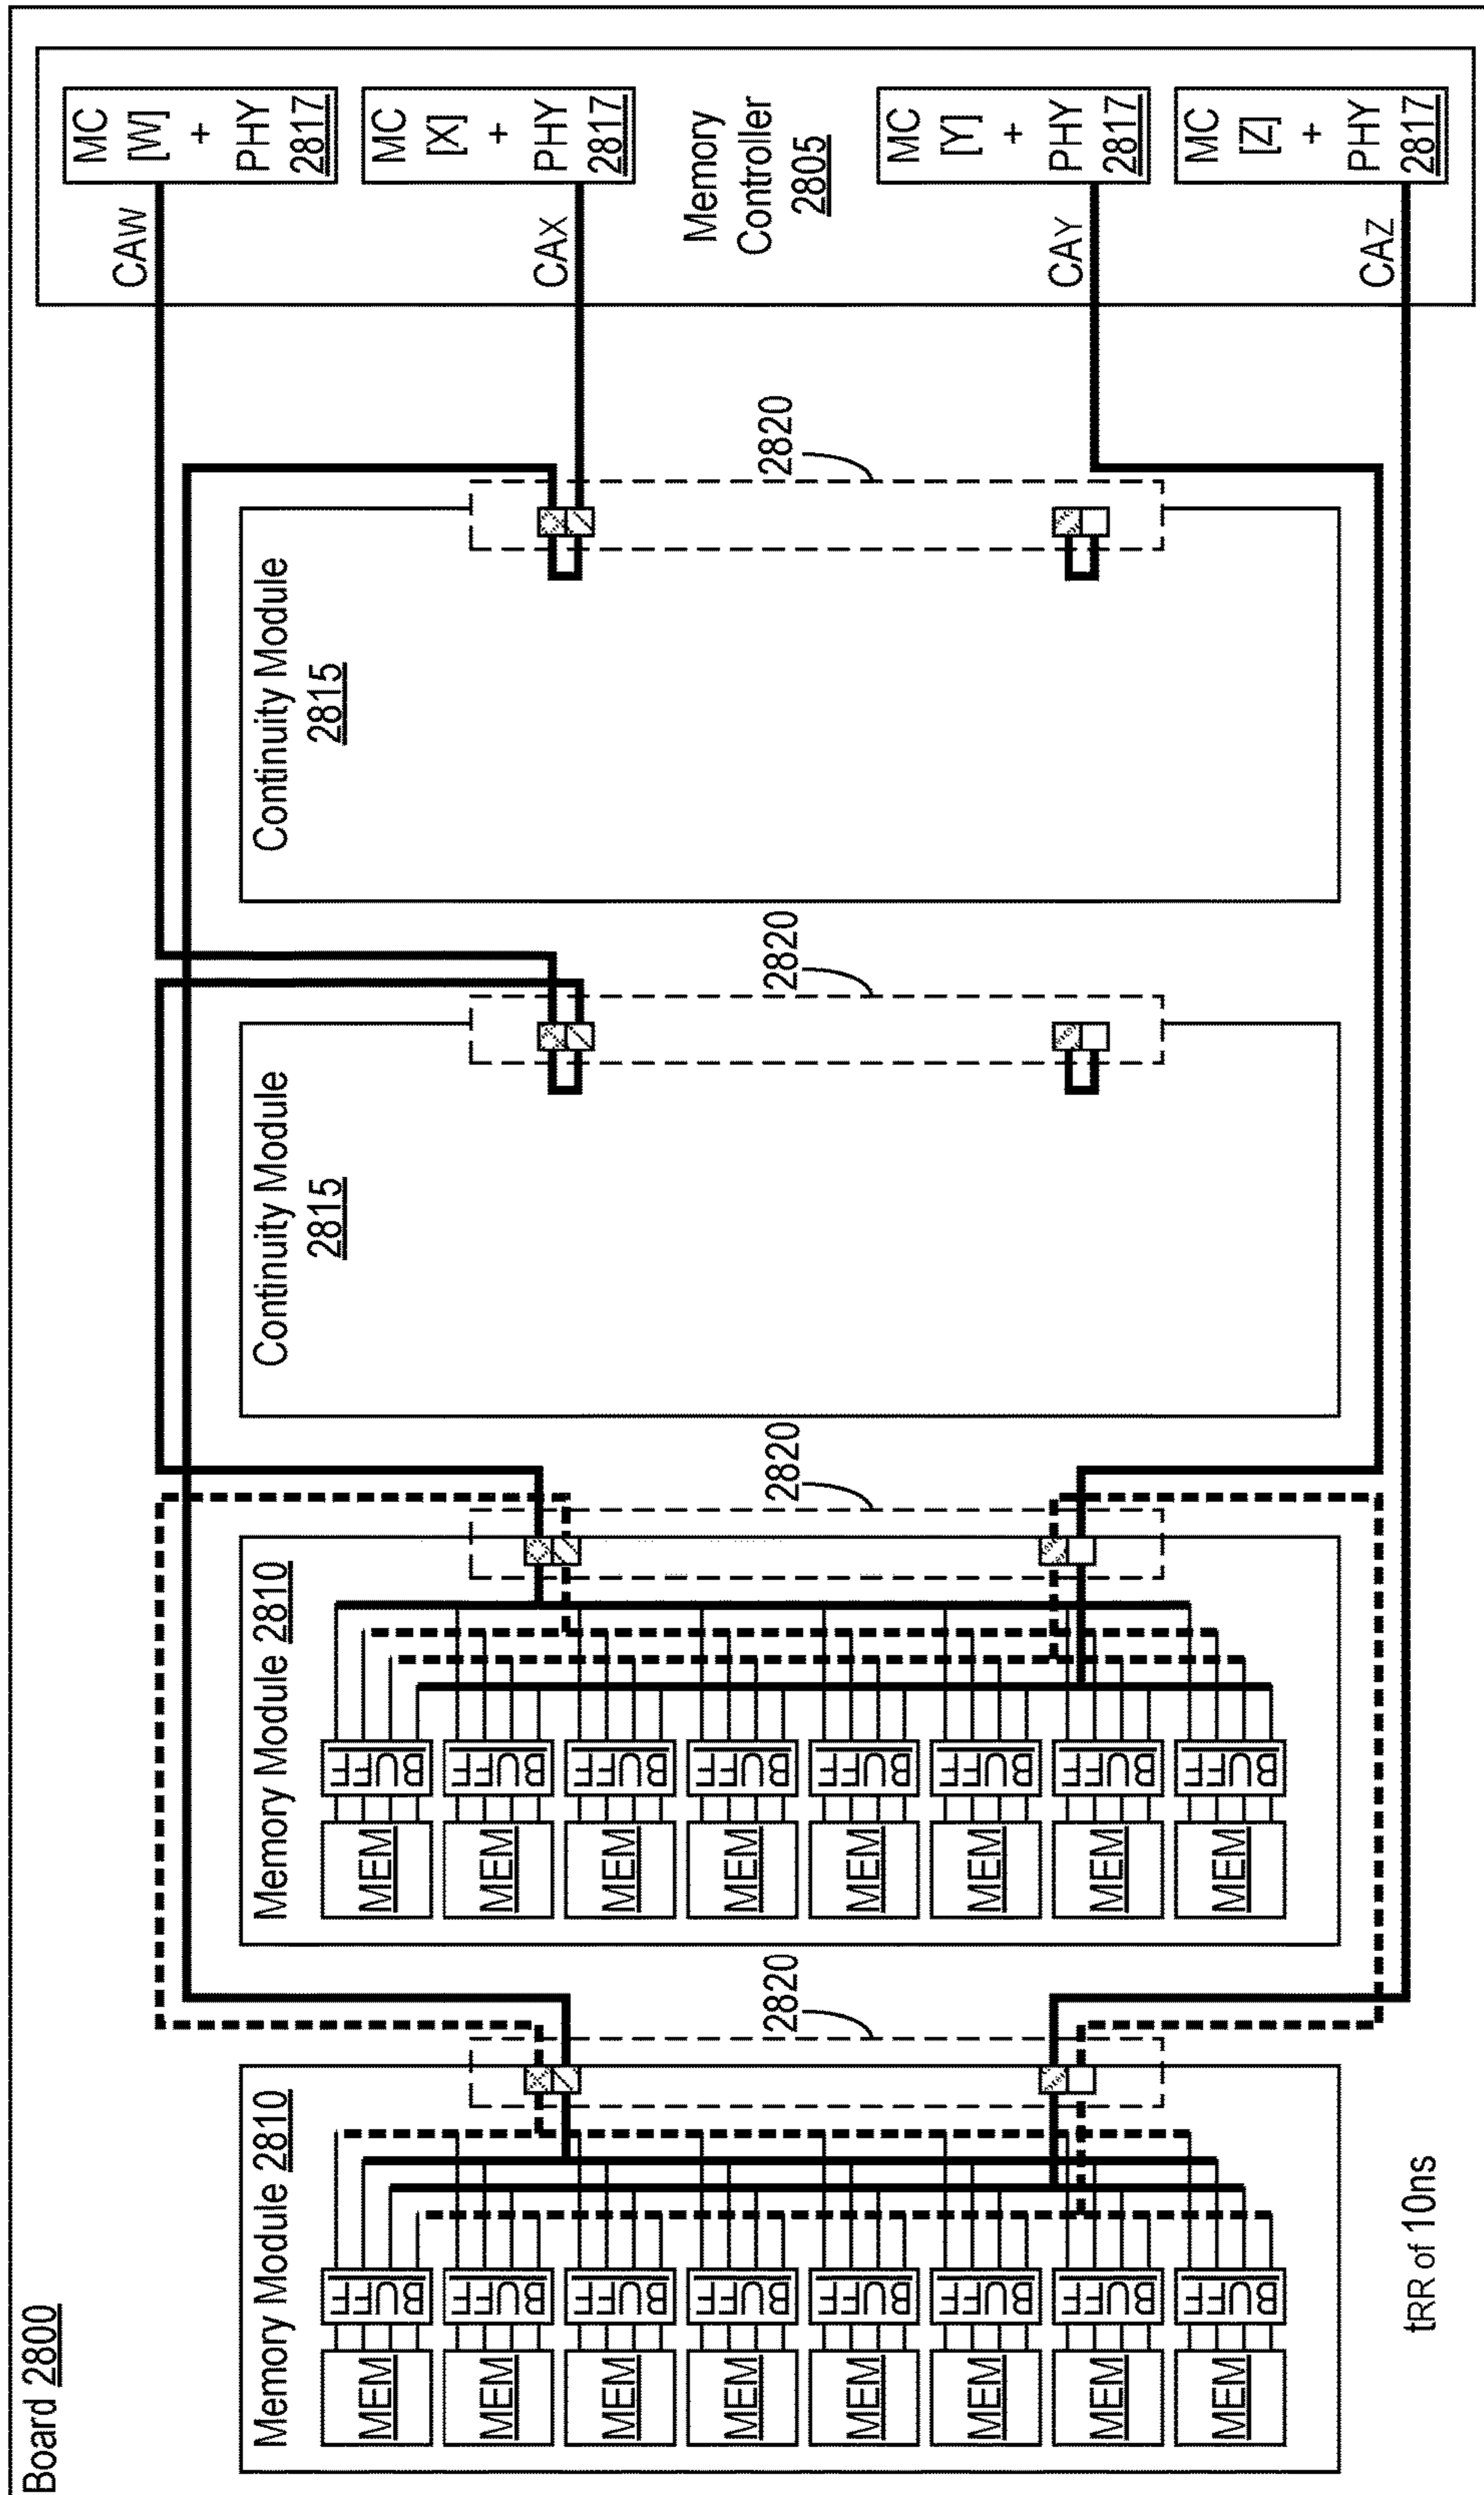 Board 2800
Memory Module 2810
MEM
BUFF
MEM
BUFF
MEM
BUFF
MEM
BUFF
MEM
BUFF
MEM
BUFF
MEM
BUFF
MEM
BUFF
2820
Memory Module 2810
MEM
BUFF
MEM
BUFF
MEM
BUFF
MEM
BUFF
MEM
BUFF
MEM
BUFF
MEM
BUFF
MEM
BUFF
2820
Continuity Module
2815
2820
Continuity Module
2815
2820
CAW
CAX
CAY
CAZ
MC
[W]
+
PHY
2817
MC
[X]
+
PHY
2817
Memory
Controller
2805
MC
[Y]
+
PHY
2817
MC
[Z]
+
PHY
2817
tRR of 10ns